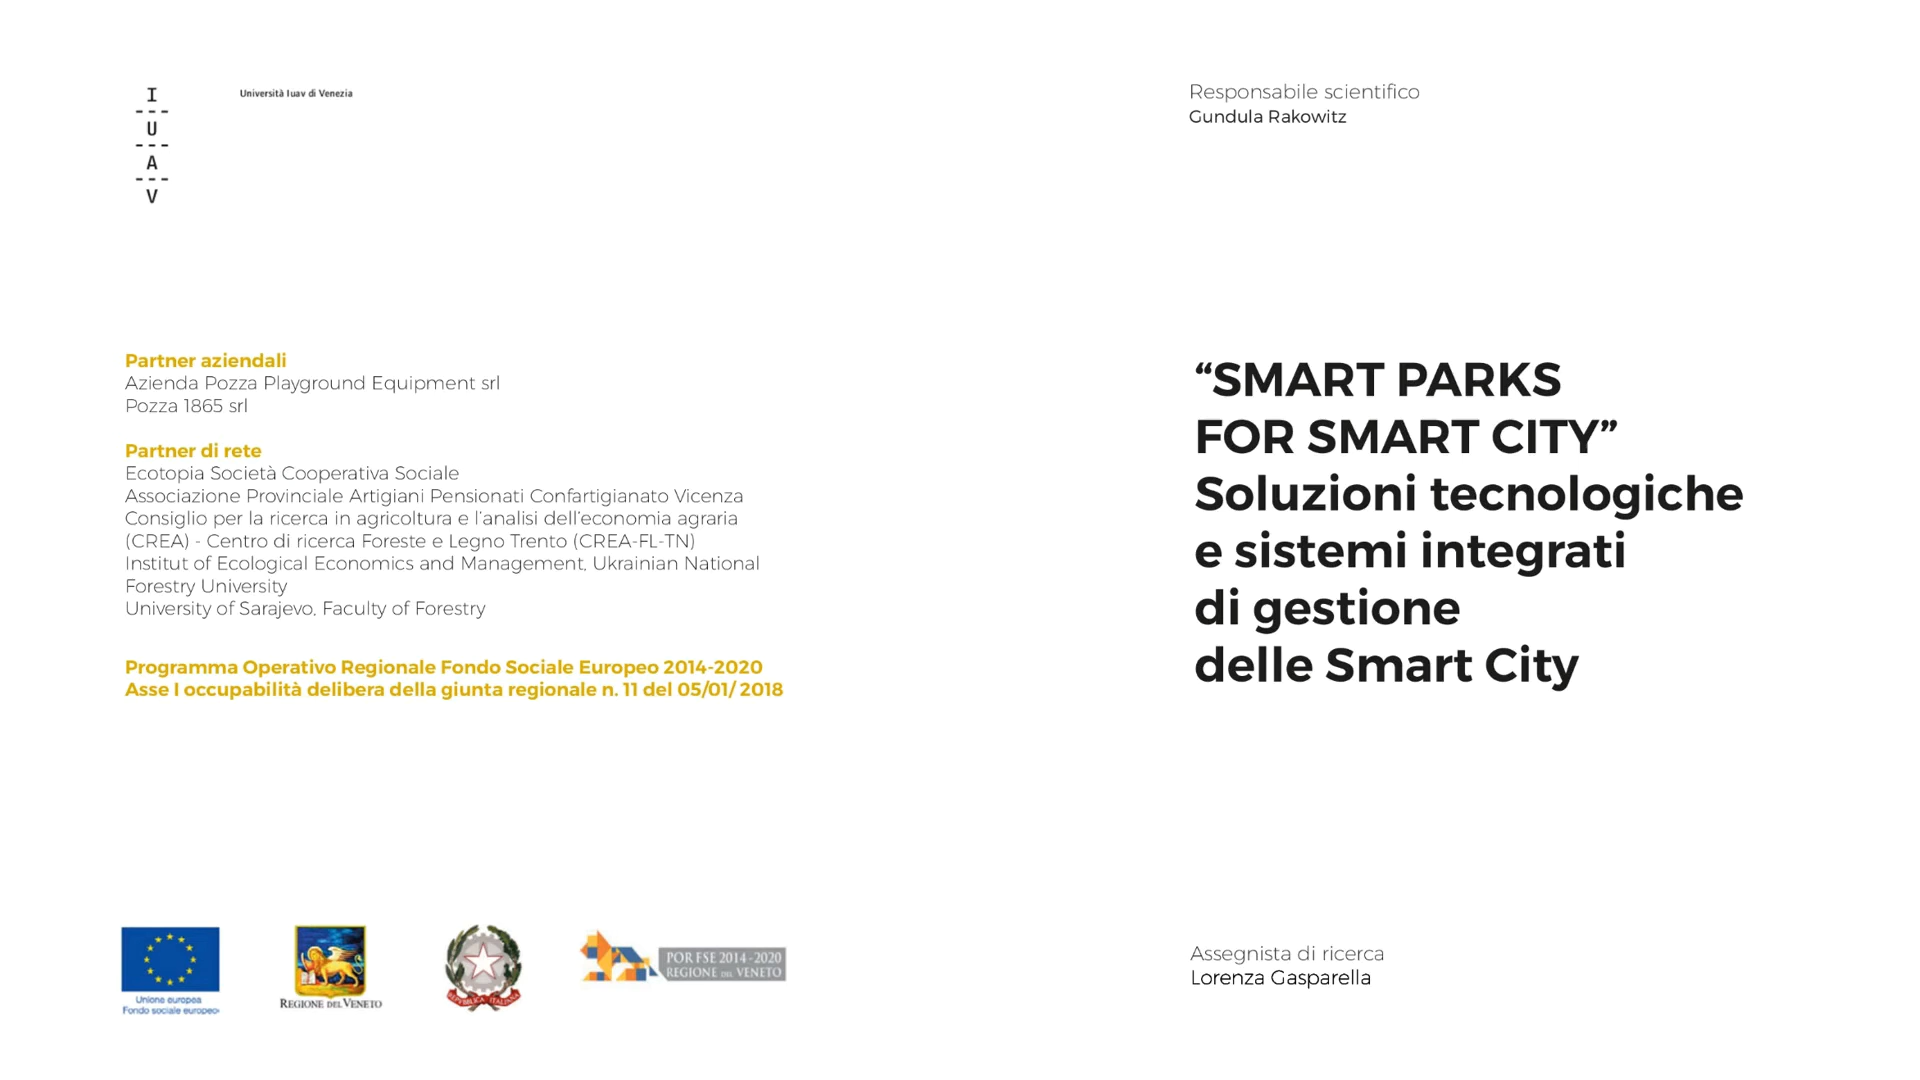 I
U
A
V
Università Iuav di Venezia
Partner aziendali
Azienda Pozza Playground Equipment srl
Pozza 1865 srl
Partner di rete
Ecotopia Società Cooperativa Sociale
Associazione Provinciale Artigiani Pensionati Confartigianato Vicenza
Consiglio per la ricerca in agricoltura e l'analisi dell'economia agraria
(CREA) - Centro di ricerca Foreste e Legno Trento (CREA-FL-TN)
Institut of Ecological Economics and Management, Ukrainian National
Forestry University
University of Sarajevo, Faculty of Forestry
Programma Operativo Regionale Fondo Sociale Europeo 2014-2020
Asse I occupabilità delibera della giunta regionale n. 11 del 05/01/ 2018
Unione europea
Fondo sociale europeo
REGIONE DEL VENETO
REPVBBLICA ITALIANA
POR FSE 2014-2020
REGIONE DEL VENETO
Responsabile scientifico
Gundula Rakowitz
“SMART PARKS
FOR SMART CITY”
Soluzioni tecnologiche
e sistemi integrati
di gestione
delle Smart City
Assegnista di ricerca
Lorenza Gasparella